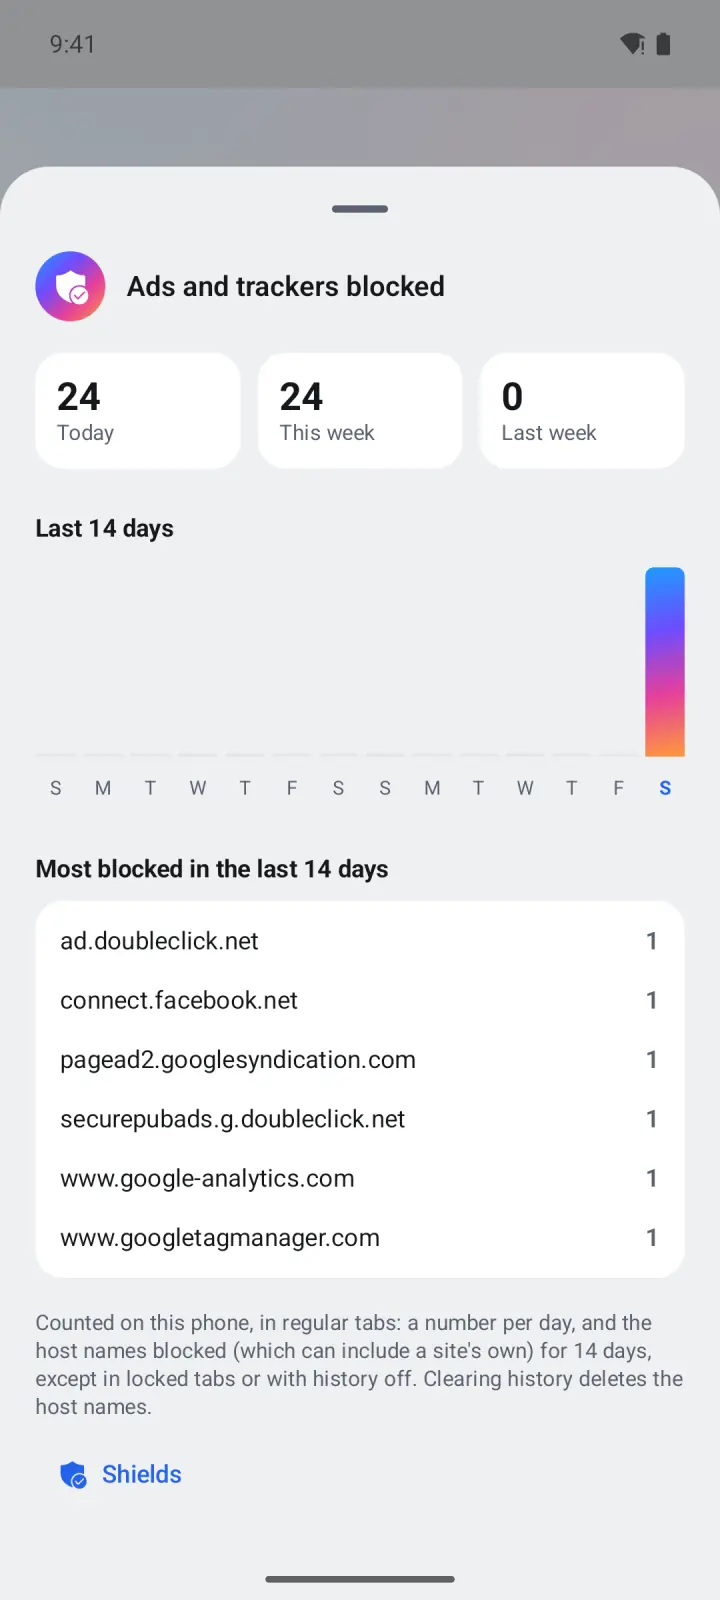 9:41
Ads and trackers blocked
24
Today
24
This week
0
Last week
Last 14 days
S M T W T F S S M T W T F S
Most blocked in the last 14 days
ad.doubleclick.net 1
connect.facebook.net 1
pagead2.googlesyndication.com 1
securepubads.g.doubleclick.net 1
www.google-analytics.com 1
www.googletagmanager.com 1
Counted on this phone, in regular tabs: a number per day, and the
host names blocked (which can include a site's own) for 14 days,
except in locked tabs or with history off. Clearing history deletes the
host names.
Shields